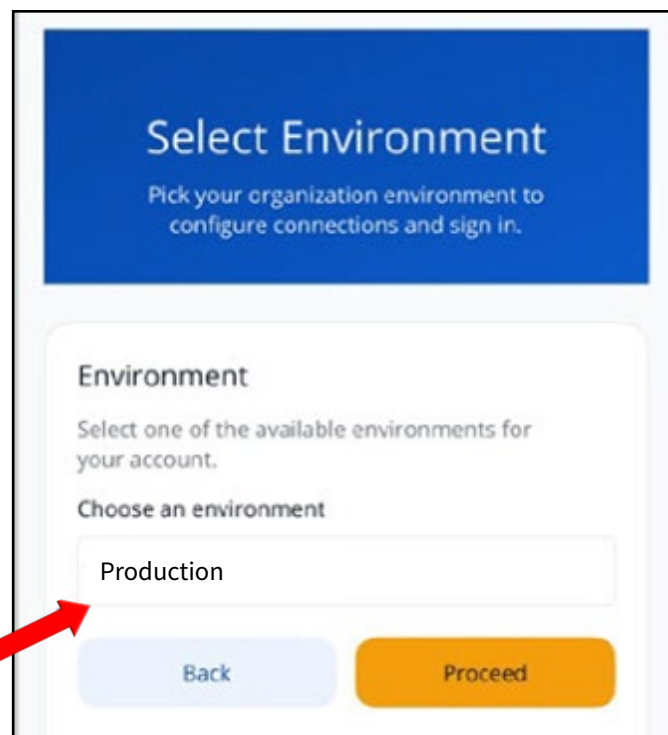 Select Environment
Pick your organization environment to
configure connections and sign in.
Environment
Select one of the available environments for
your account.
Choose an environment
Production
Back
Proceed